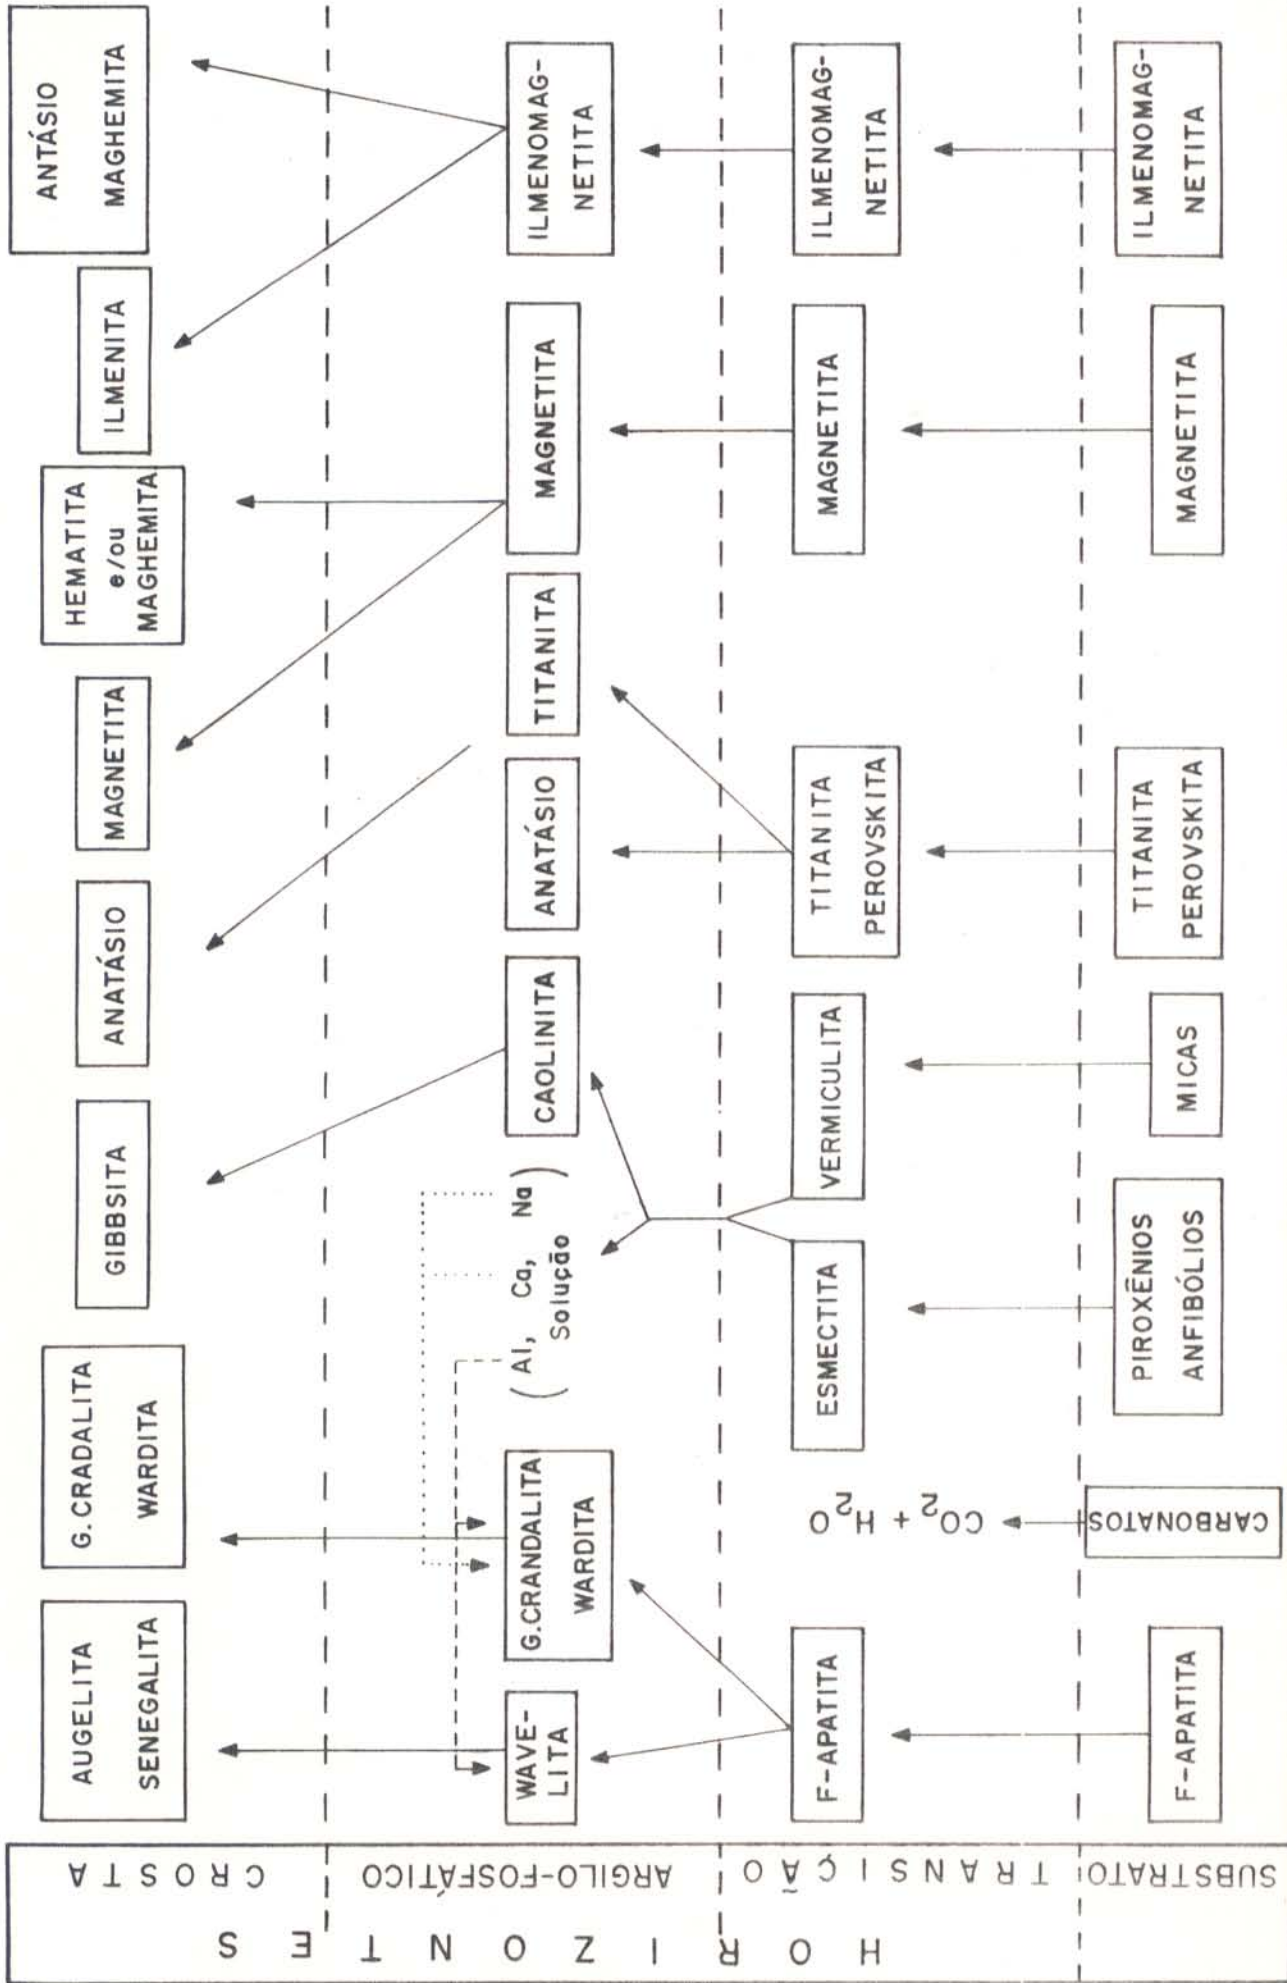 HORIZONTES
CROSTA
AUGELITA
SENEGALITA
G.CRADALITA
WARDITA
GIBBSITA
ANATÁSIO
MAGNETITA
HEMATITA
e/ou
MAGHEMITA
ILMENITA
ANTÁSIO
MAGHEMITA
ARGILO-FOSFÁTICO
WAVE-
LITA
G.CRANDALITA
WARDITA
(Al, Ca, Na)
Solução
CAOLINITA
ANATÁSIO
TITANITA
MAGNETITA
ILMENOMAG-
NETITA
TRANSIÇÃO
F-APATITA
CO2 + H2O
ESMECTITA
VERMICULITA
TITANITA
PEROVSKITA
MAGNETITA
ILMENOMAG-
NETITA
SUBSTRATO
F-APATITA
CARBONATOS
PIROXÊNIOS
ANFIBÓLIOS
MICAS
TITANITA
PEROVSKITA
MAGNETITA
ILMENOMAG-
NETITA